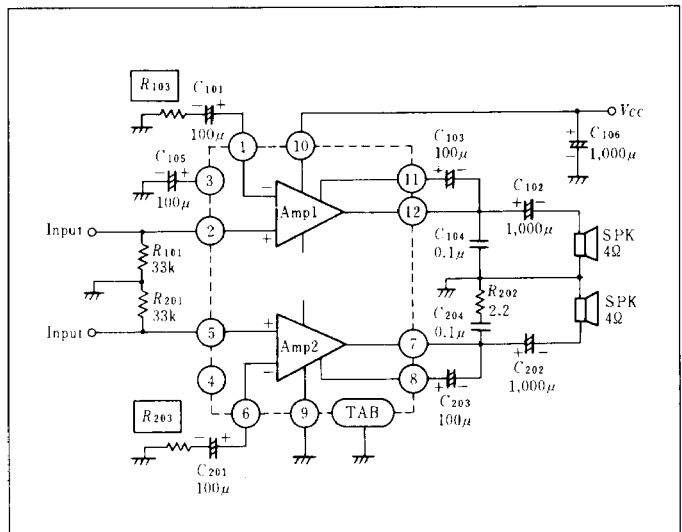 R103
C101
100μ
1
10
Vcc
C106
1,000μ
C103
100μ
C105
100μ
3
11
12
C102
1,000μ
Amp1
Input
2
R101
33k
C104
0.1μ
SPK
4Ω
R201
33k
R202
2.2
SPK
4Ω
Input
5
C204
0.1μ
Amp2
7
4
8
C202
1,000μ
R203
6
9
TAB
C203
100μ
C201
100μ